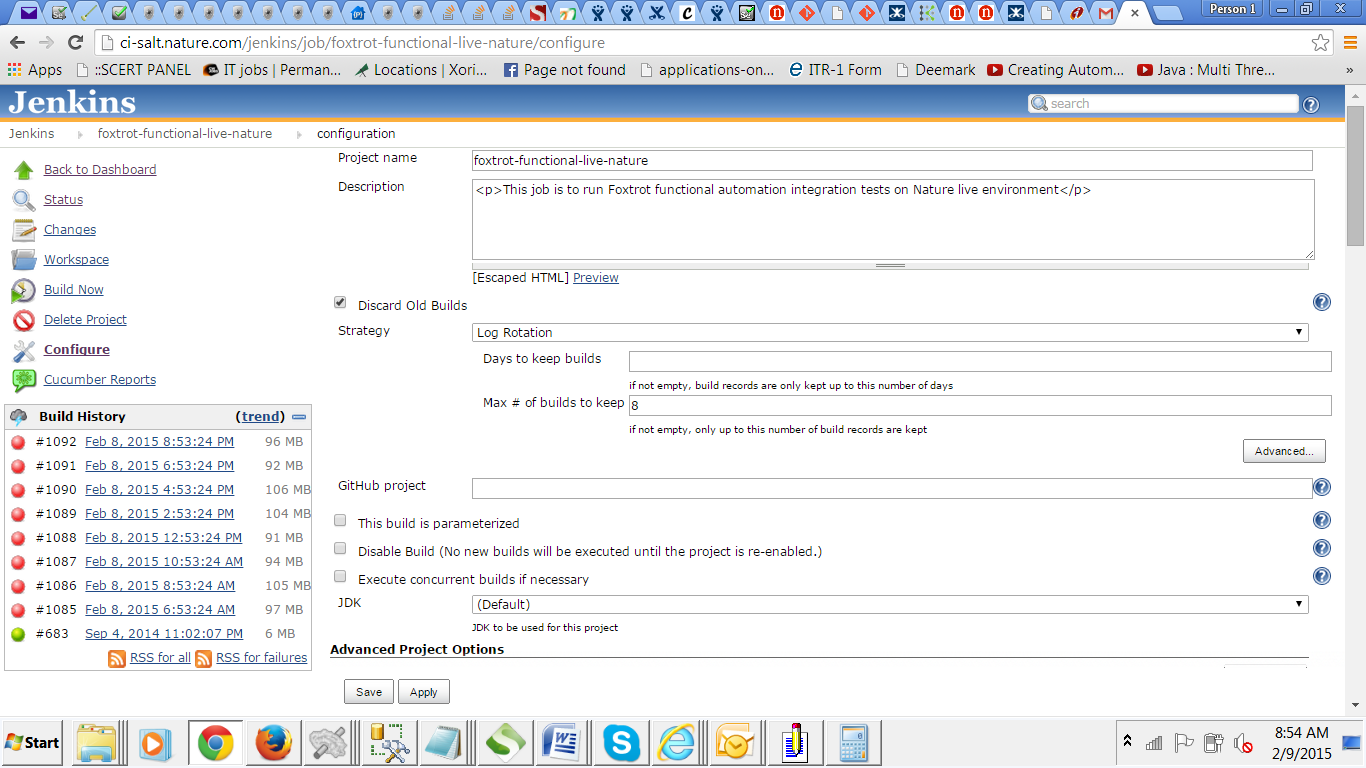 Person 1
ci-salt.nature.com/jenkins/job/foxtrot-functional-live-nature/configure
Apps ::SCERT PANEL IT jobs | Perman... Locations | Xori... Page not found applications-on... ITR-1 Form Deemark Creating Autom... Java : Multi Thre... »
Jenkins
search
Jenkins foxtrot-functional-live-nature configuration
Back to Dashboard
Status
Changes
Workspace
Build Now
Delete Project
Configure
Cucumber Reports
Build History (trend)
#1092 Feb 8, 2015 8:53:24 PM 96 MB
#1091 Feb 8, 2015 6:53:24 PM 92 MB
#1090 Feb 8, 2015 4:53:24 PM 106 MB
#1089 Feb 8, 2015 2:53:24 PM 104 MB
#1088 Feb 8, 2015 12:53:24 PM 91 MB
#1087 Feb 8, 2015 10:53:24 AM 94 MB
#1086 Feb 8, 2015 8:53:24 AM 105 MB
#1085 Feb 8, 2015 6:53:24 AM 97 MB
#683 Sep 4, 2014 11:02:07 PM 6 MB
RSS for all RSS for failures
Project name foxtrot-functional-live-nature
Description <p>This job is to run Foxtrot functional automation integration tests on Nature live environment</p>
[Escaped HTML] Preview
Discard Old Builds
Strategy Log Rotation
Days to keep builds
if not empty, build records are only kept up to this number of days
Max # of builds to keep 8
if not empty, only up to this number of build records are kept
Advanced...
GitHub project
This build is parameterized
Disable Build (No new builds will be executed until the project is re-enabled.)
Execute concurrent builds if necessary
JDK (Default)
JDK to be used for this project
Advanced Project Options
Save Apply
Start
8:54 AM
2/9/2015